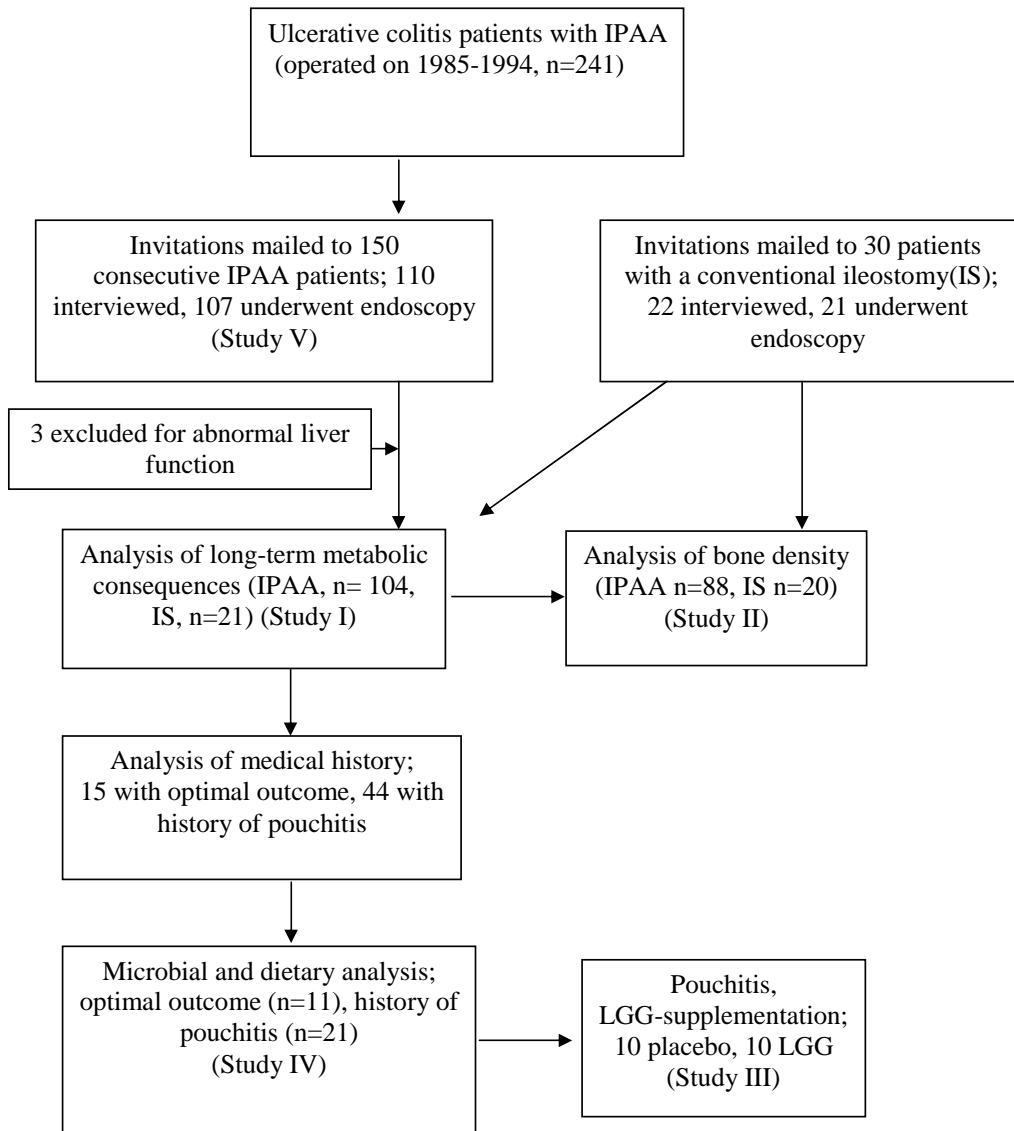 Ulcerative colitis patients with IPAA
(operated on 1985-1994, n=241)
Invitations mailed to 150
consecutive IPAA patients; 110
interviewed, 107 underwent endoscopy
(Study V)
Invitations mailed to 30 patients
with a conventional ileostomy(IS);
22 interviewed, 21 underwent
endoscopy
3 excluded for abnormal liver
function
Analysis of long-term metabolic
consequences (IPAA, n= 104,
IS, n=21) (Study I)
Analysis of bone density
(IPAA n=88, IS n=20)
(Study II)
Analysis of medical history;
15 with optimal outcome, 44 with
history of pouchitis
Microbial and dietary analysis;
optimal outcome (n=11), history of
pouchitis (n=21)
(Study IV)
Pouchitis,
LGG-supplementation;
10 placebo, 10 LGG
(Study III)